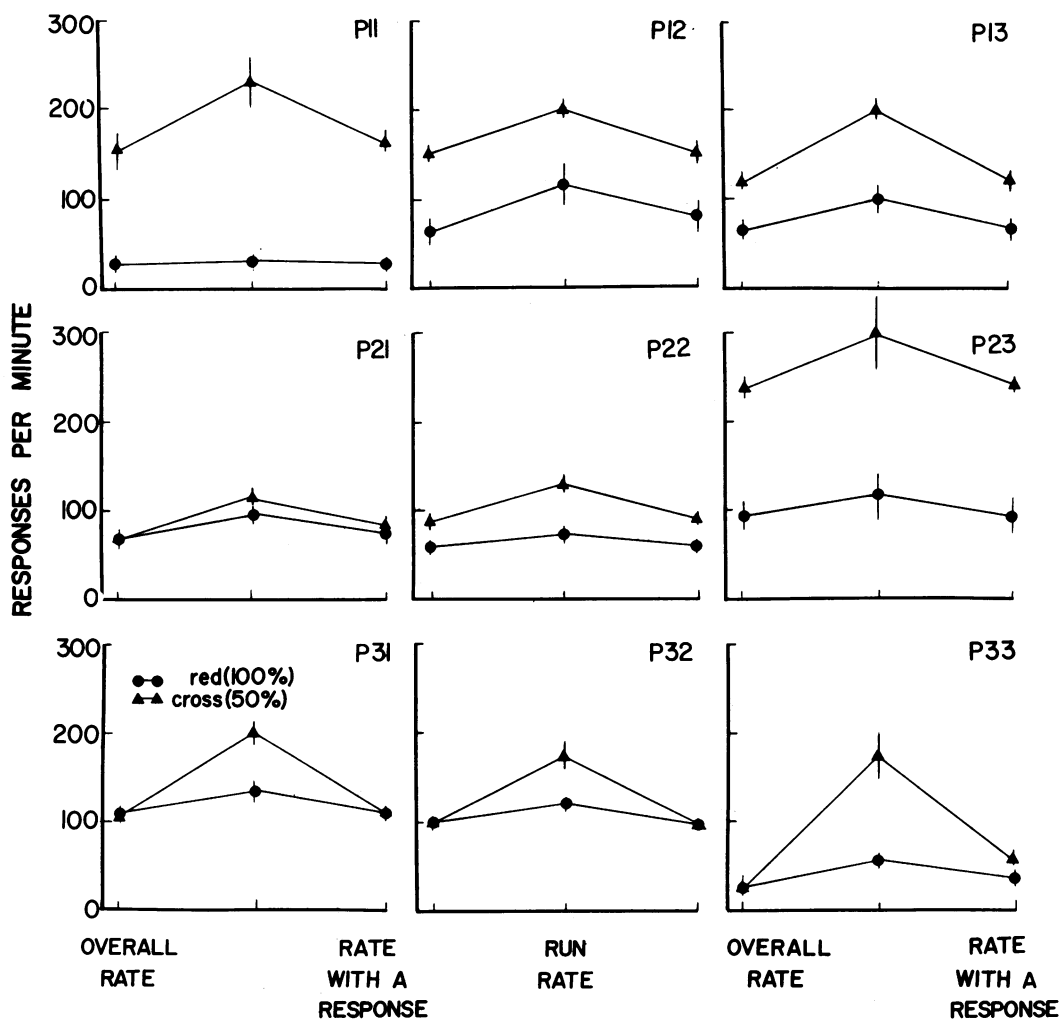 300
200
100
0
P11
P12
P13
RESPONSES PER MINUTE
300
200
100
0
P21
P22
P23
300
200
100
0
P31
red(100%)
cross(50%)
P32
P33
OVERALL
RATE
RATE
WITH A
RESPONSE
RUN
RATE
OVERALL
RATE
RATE
WITH A
RESPONSE